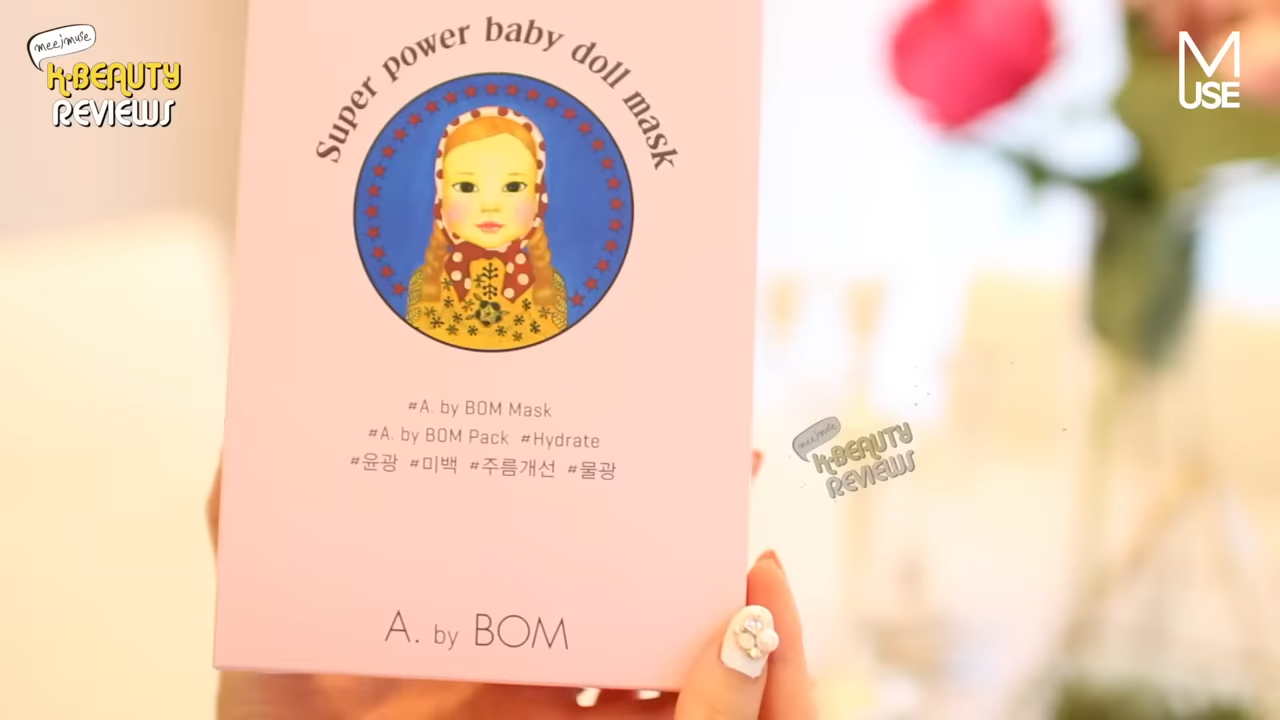 meejmuse
K·BEAUTY
REVIEWS
MUSE
Super power baby doll mask
#A. by BOM Mask
#A. by BOM Pack #Hydrate
#윤광 #미백 #주름개선 #물광
meejmuse
K·BEAUTY
REVIEWS
A. by BOM